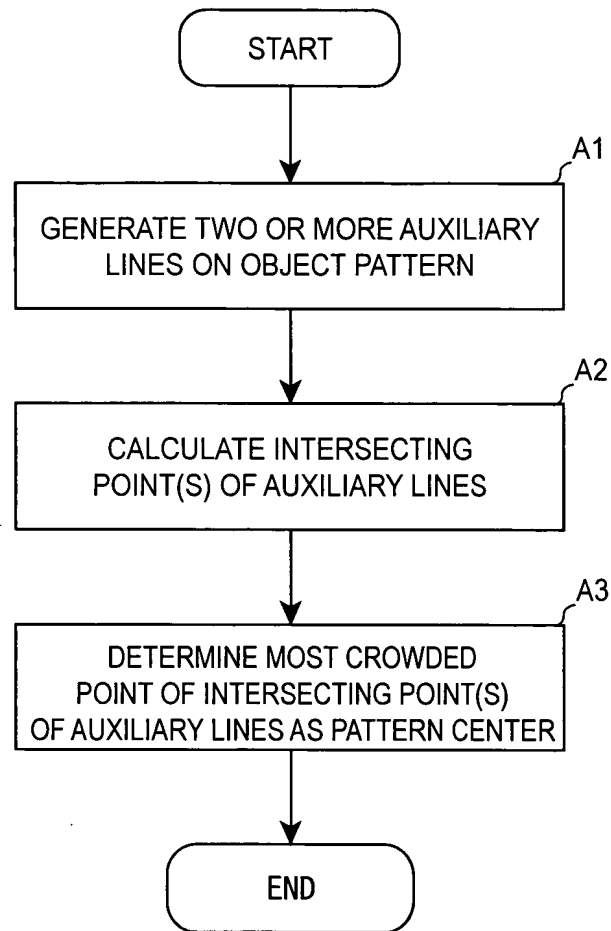 START
A1
GENERATE TWO OR MORE AUXILIARY
LINES ON OBJECT PATTERN
A2
CALCULATE INTERSECTING
POINT(S) OF AUXILIARY LINES
A3
DETERMINE MOST CROWDED
POINT OF INTERSECTING POINT(S)
OF AUXILIARY LINES AS PATTERN CENTER
END